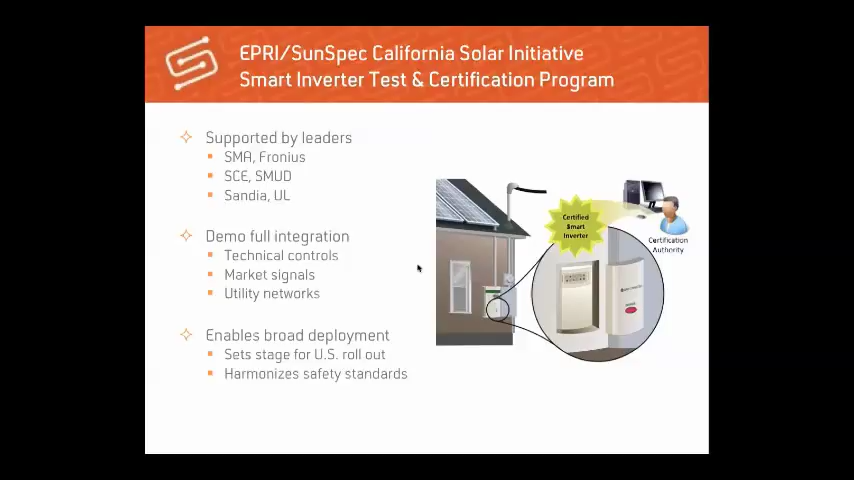 EPRI/SunSpec California Solar Initiative
Smart Inverter Test & Certification Program
Supported by leaders
SMA, Fronius
SCE, SMUD
Sandia, UL
Demo full integration
Technical controls
Market signals
Utility networks
Enables broad deployment
Sets stage for U.S. roll out
Harmonizes safety standards
Certified
Smart
Inverter
Certification
Authority